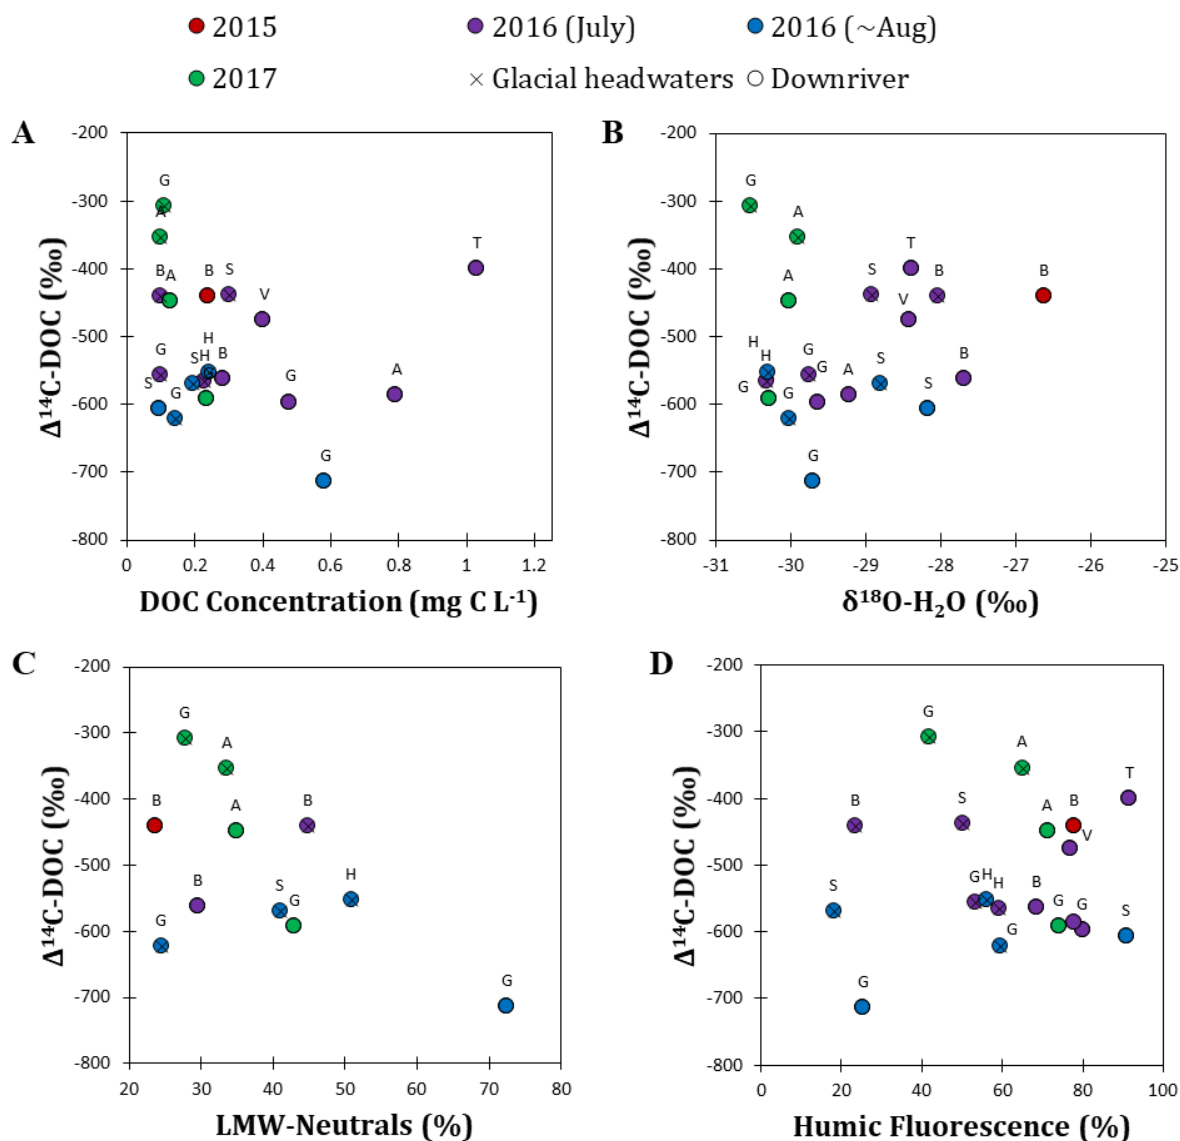 2015 2016 (July) 2016 (~Aug)
2017 Glacial headwaters Downriver
A
-200
-300
-400
-500
-600
-700
-800
G
A
B A B S T
V
H
G S H B
S G G A
G
0 0.2 0.4 0.6 0.8 1 1.2
Δ¹⁴C-DOC (‰)
DOC Concentration (mg C L⁻¹)
B
-200
-300
-400
-500
-600
-700
-800
G
A
T
A S B B
V
H H G G
G G A S S B
G
-31 -30 -29 -28 -27 -26 -25
Δ¹⁴C-DOC (‰)
δ¹⁸O-H₂O (‰)
C
-200
-300
-400
-500
-600
-700
-800
G
A
B A B
B S G H
G
G
20 30 40 50 60 70 80
Δ¹⁴C-DOC (‰)
LMW-Neutrals (%)
D
-200
-300
-400
-500
-600
-700
-800
G
A
T
B S A B
V
S G H H B G G S
G
G
0 20 40 60 80 100
Δ¹⁴C-DOC (‰)
Humic Fluorescence (%)